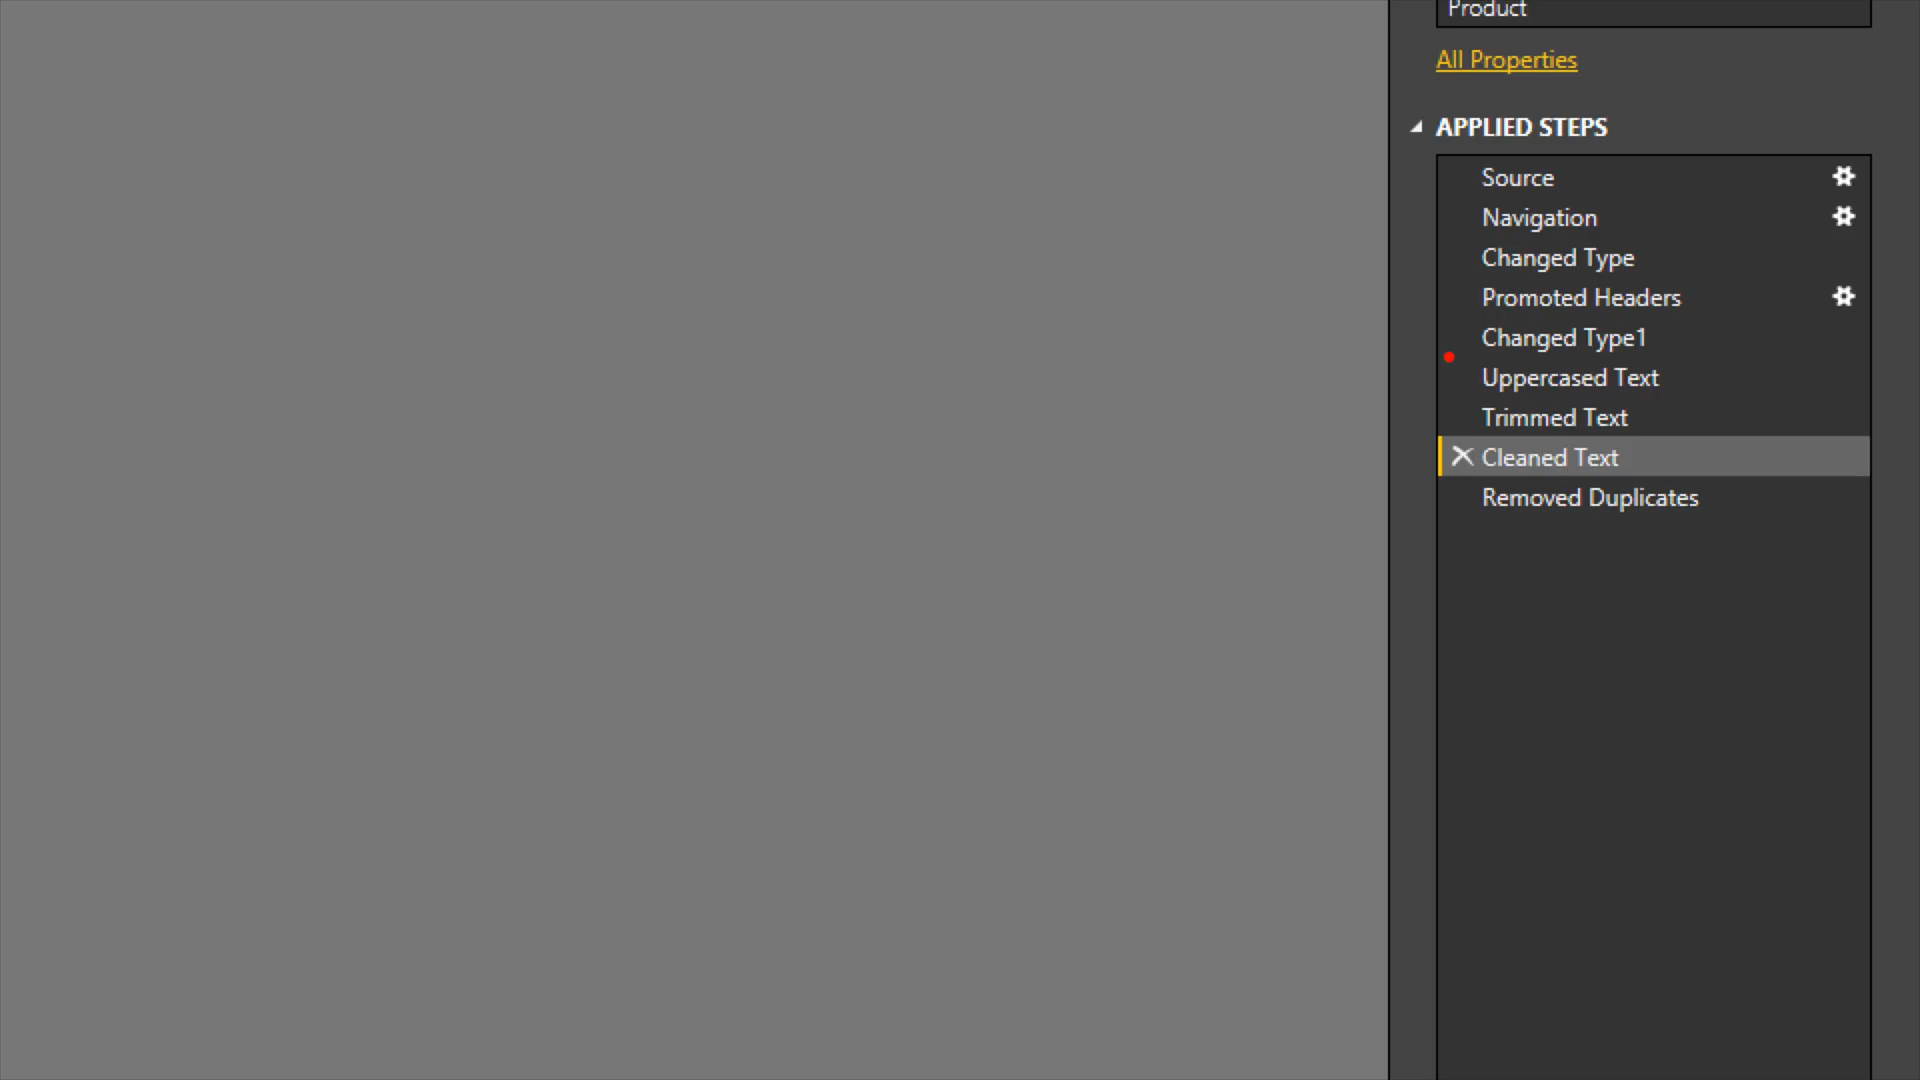 Product
All Properties
APPLIED STEPS
Source
Navigation
Changed Type
Promoted Headers
Changed Type1
Uppercased Text
Trimmed Text
Cleaned Text
Removed Duplicates